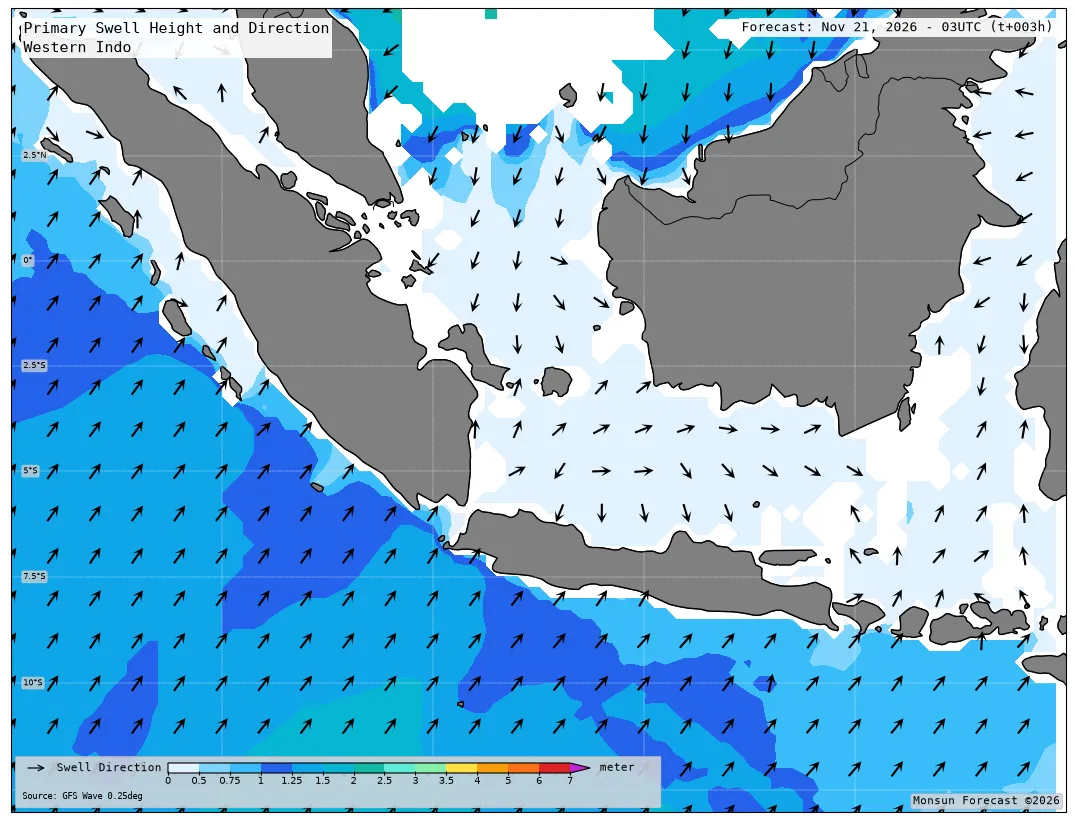 Primary Swell Height and Direction
Western Indo
Forecast: Nov 21, 2026 - 03UTC (t+003h)
2.5°N
0°
2.5°S
5°S
7.5°S
10°S
Swell Direction
meter
0 0.5 0.75 1 1.25 1.5 2 2.5 3 3.5 4 5 6 7
Source: GFS Wave 0.25deg
Monsun Forecast ©2026